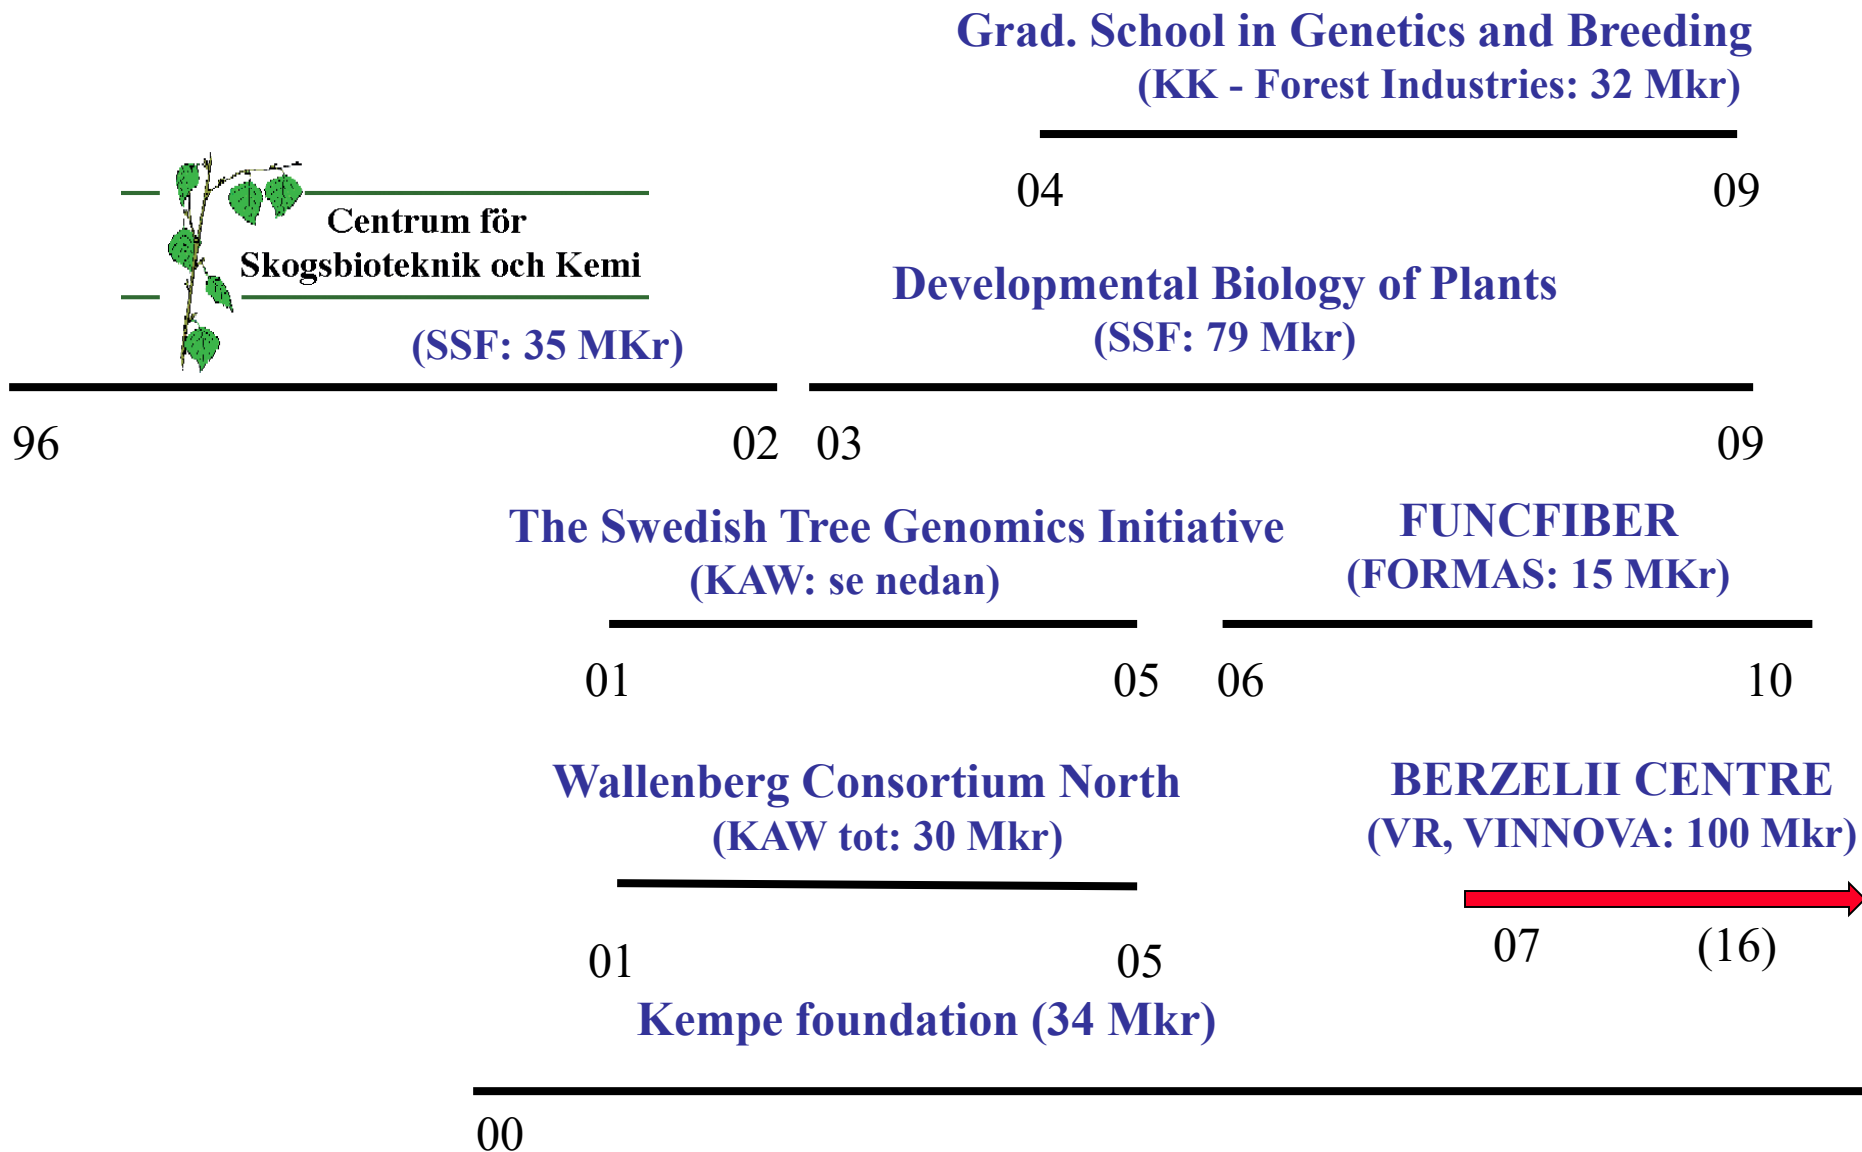 Grad. School in Genetics and Breeding
(KK - Forest Industries: 32 Mkr)
04 09
Centrum för
Skogsbioteknik och Kemi
(SSF: 35 MKr)
96 02
Developmental Biology of Plants
(SSF: 79 Mkr)
03 09
The Swedish Tree Genomics Initiative
(KAW: se nedan)
01 05
FUNCFIBER
(FORMAS: 15 MKr)
06 10
Wallenberg Consortium North
(KAW tot: 30 Mkr)
01 05
BERZELII CENTRE
(VR, VINNOVA: 100 Mkr)
07 (16)
Kempe foundation (34 Mkr)
00